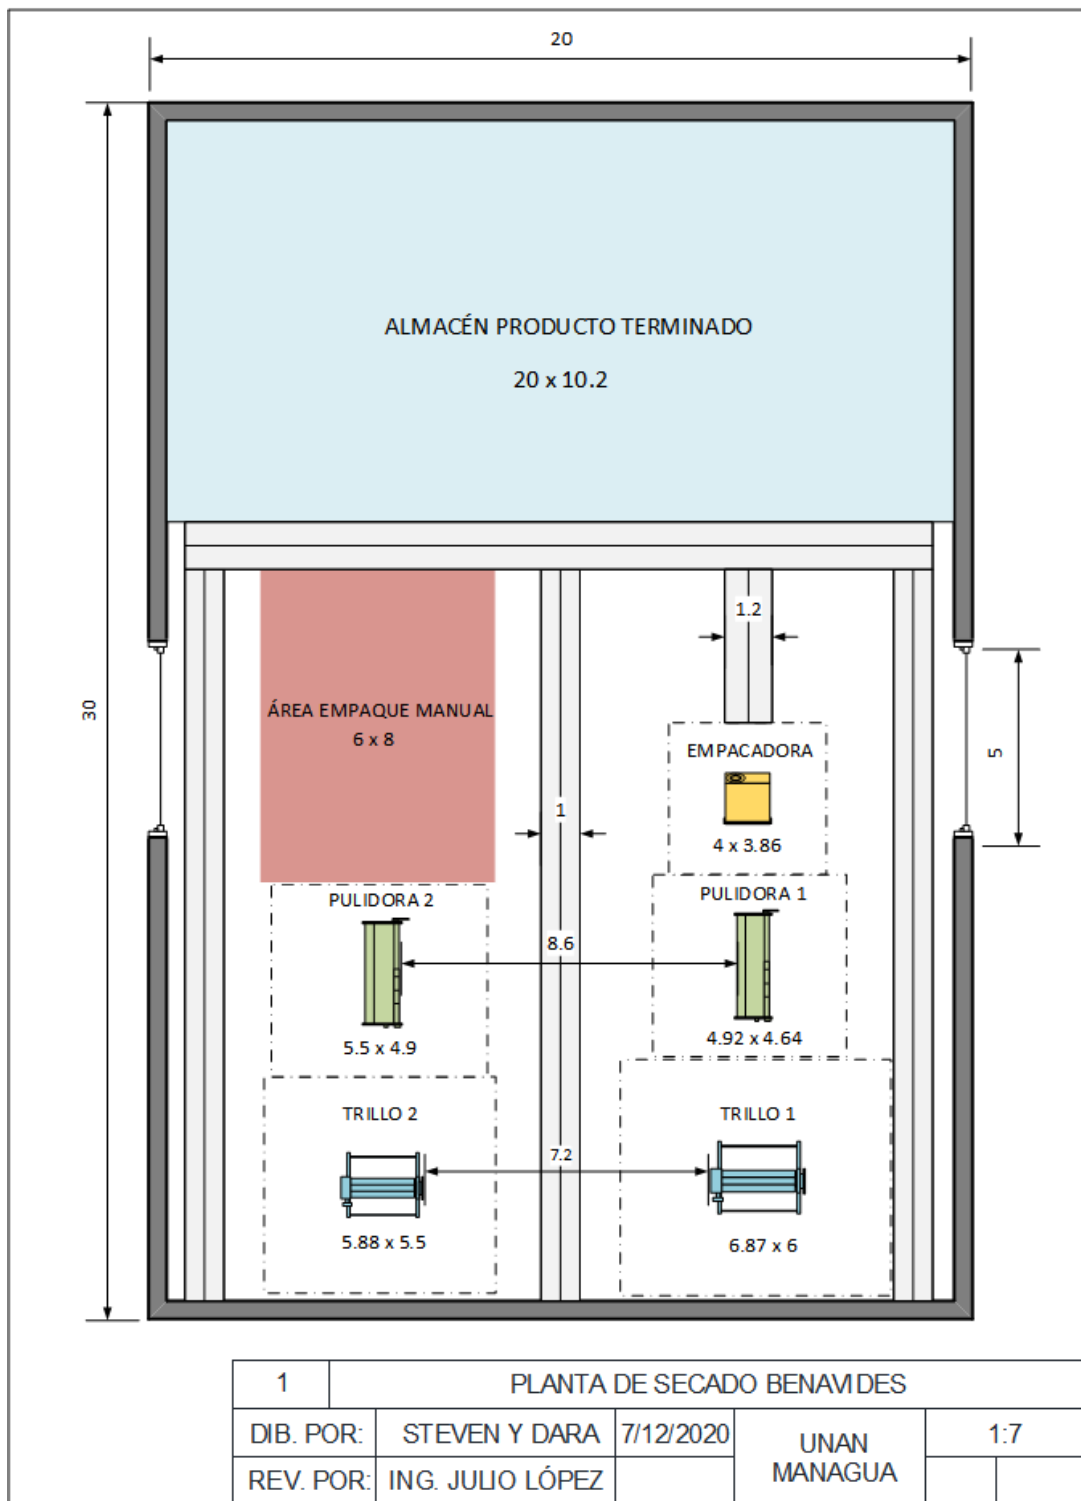 20
30
ALMACÉN PRODUCTO TERMINADO
20 x 10.2
1.2
ÁREA EMPAQUE MANUAL
6 x 8
EMPACADORA
4 x 3.86
5
1
PULIDORA 2
5.5 x 4.9
8.6
PULIDORA 1
4.92 x 4.64
TRILLO 2
5.88 x 5.5
7.2
TRILLO 1
6.87 x 6
1 PLANTA DE SECADO BENAVIDES
DIB. POR: STEVEN Y DARA 7/12/2020 UNAN MANAGUA 1:7
REV. POR: ING. JULIO LÓPEZ